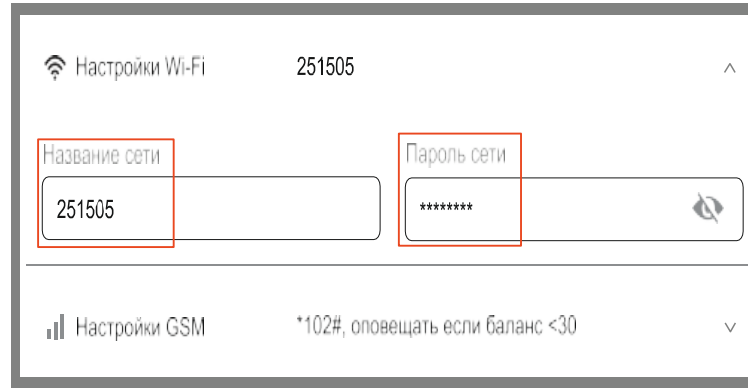 Настройки Wi-Fi 251505
Название сети Пароль сети
251505 ********
Настройки GSM *102#, оповещать если баланс <30